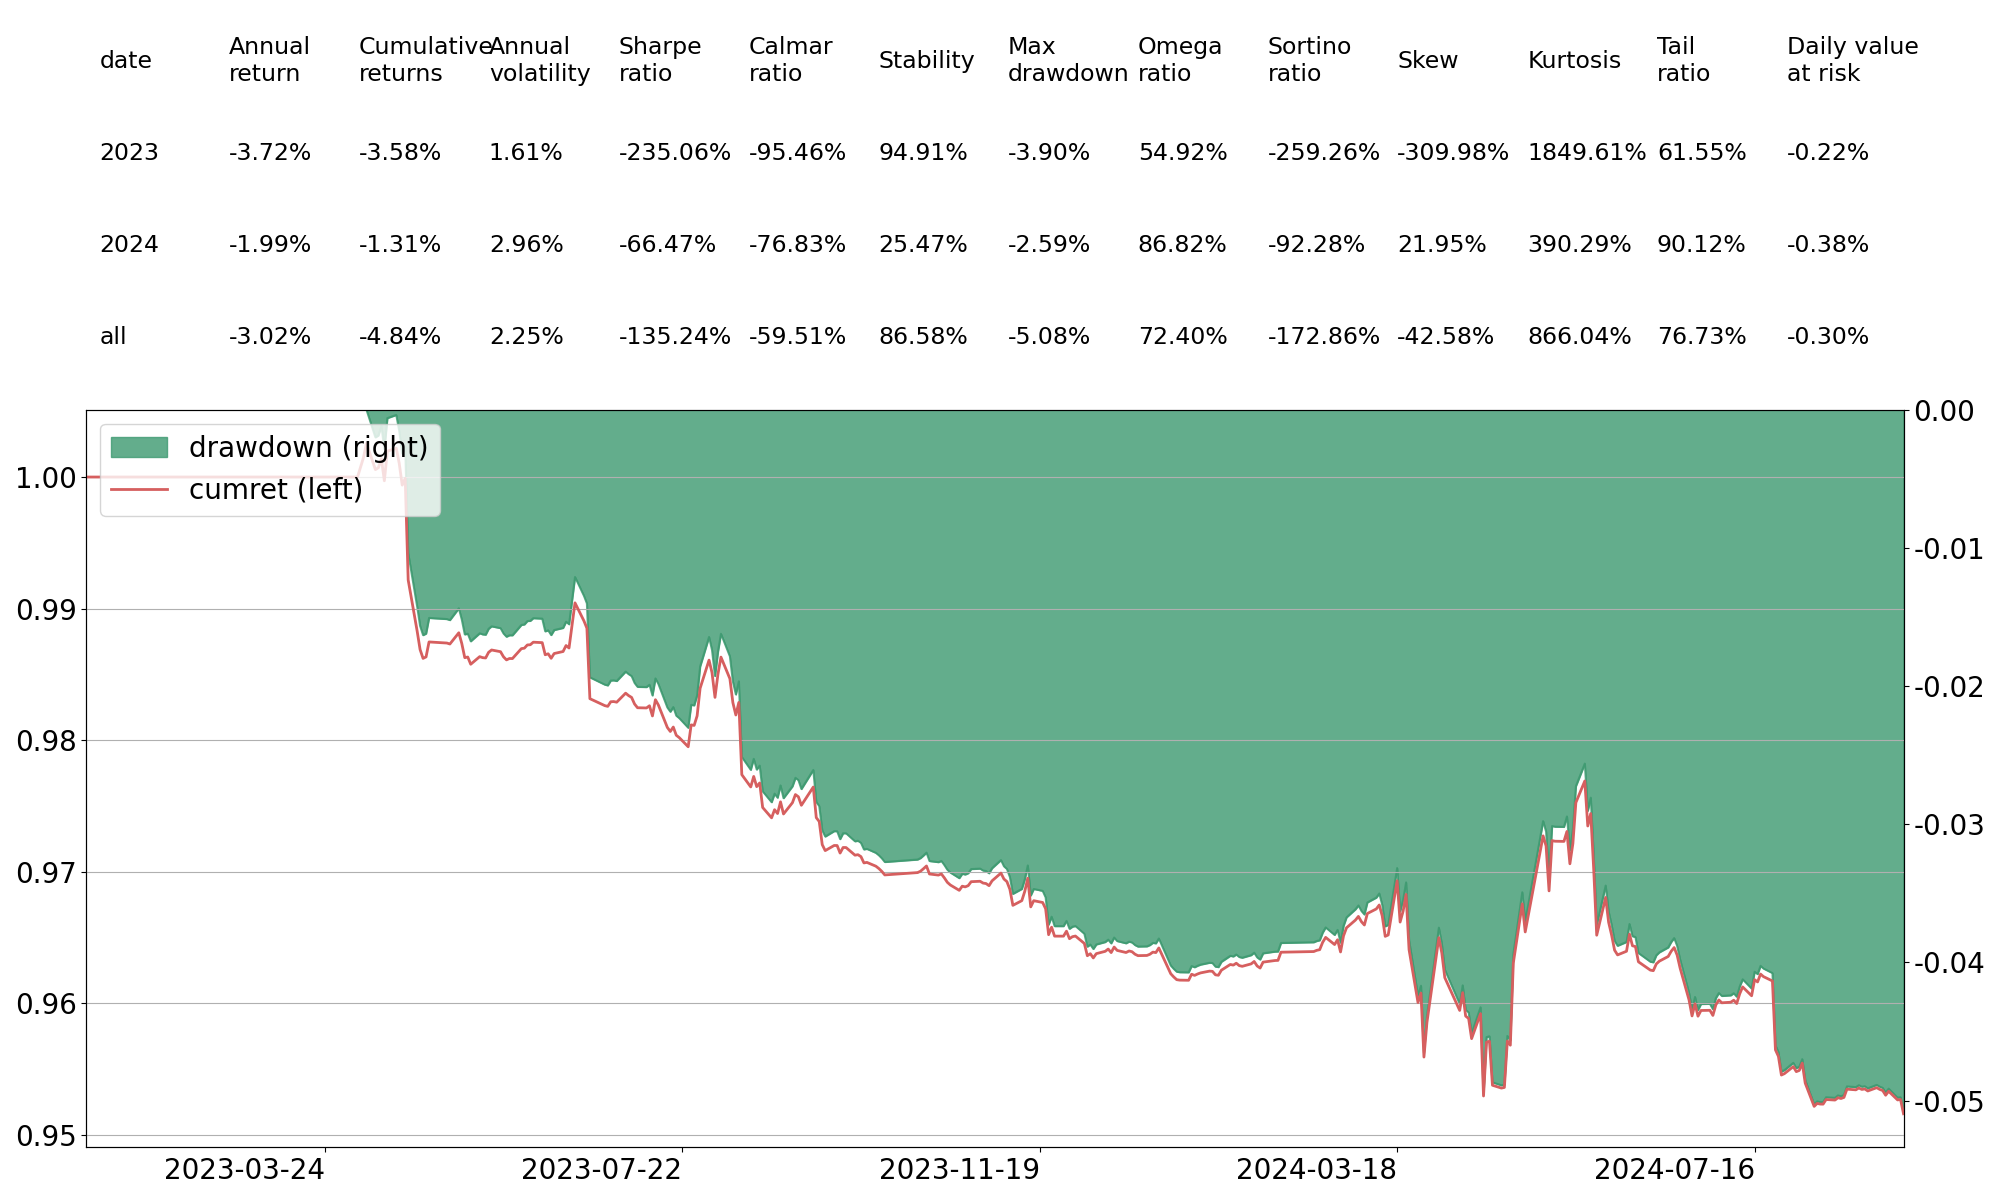 date Annual return Cumulative returns Annual volatility Sharpe ratio Calmar ratio Stability Max drawdown Omega ratio Sortino ratio Skew Kurtosis Tail ratio Daily value at risk
2023 -3.72% -3.58% 1.61% -235.06% -95.46% 94.91% -3.90% 54.92% -259.26% -309.98% 1849.61% 61.55% -0.22%
2024 -1.99% -1.31% 2.96% -66.47% -76.83% 25.47% -2.59% 86.82% -92.28% 21.95% 390.29% 90.12% -0.38%
all -3.02% -4.84% 2.25% -135.24% -59.51% 86.58% -5.08% 72.40% -172.86% -42.58% 866.04% 76.73% -0.30%
drawdown (right)
cumret (left)
1.00
0.99
0.98
0.97
0.96
0.95
0.00
-0.01
-0.02
-0.03
-0.04
-0.05
2023-03-24 2023-07-22 2023-11-19 2024-03-18 2024-07-16